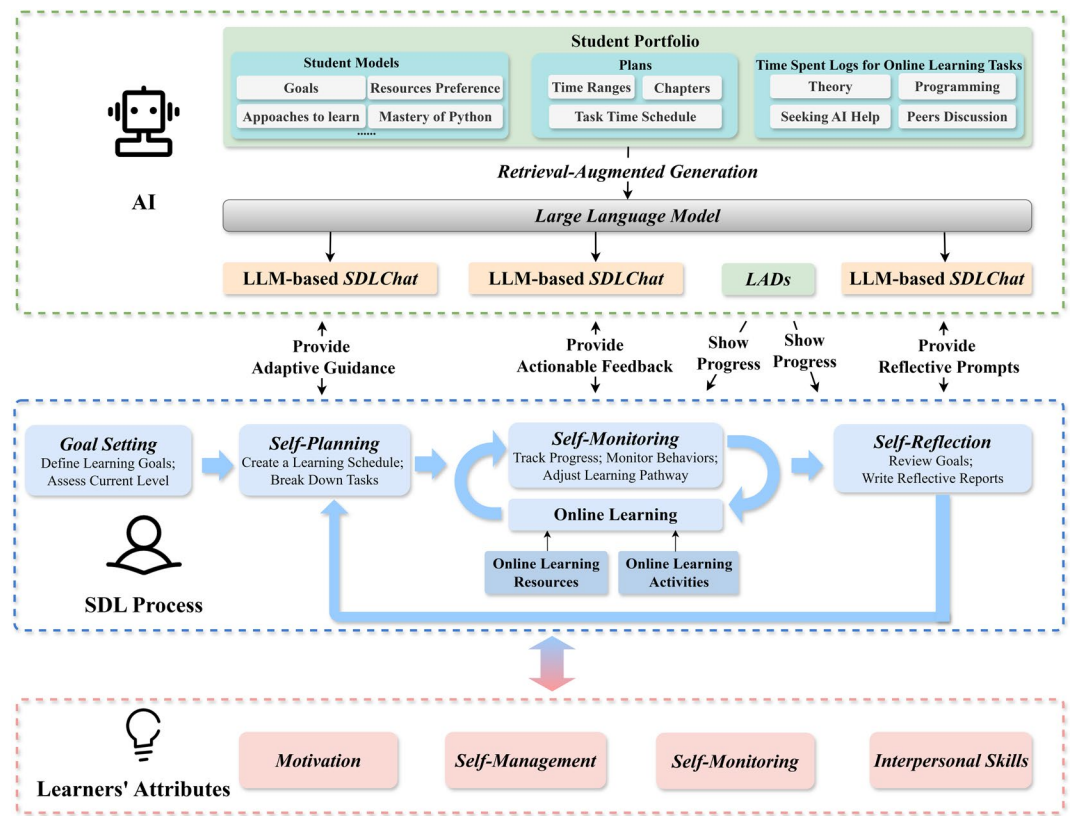 Student Portfolio
Student Models
Goals
Resources Preference
Appoaches to learn
Mastery of Python
......
Plans
Time Ranges
Chapters
Task Time Schedule
Time Spent Logs for Online Learning Tasks
Theory
Programming
Seeking AI Help
Peers Discussion
AI
Retrieval-Augmented Generation
Large Language Model
LLM-based SDLChat
LLM-based SDLChat
LADs
LLM-based SDLChat
Provide
Adaptive Guidance
Provide
Actionable Feedback
Show
Progress
Show
Progress
Provide
Reflective Prompts
Goal Setting
Define Learning Goals;
Assess Current Level
Self-Planning
Create a Learning Schedule;
Break Down Tasks
Self-Monitoring
Track Progress; Monitor Behaviors;
Adjust Learning Pathway
Online Learning
Online Learning
Resources
Online Learning
Activities
Self-Reflection
Review Goals;
Write Reflective Reports
SDL Process
Learners' Attributes
Motivation
Self-Management
Self-Monitoring
Interpersonal Skills